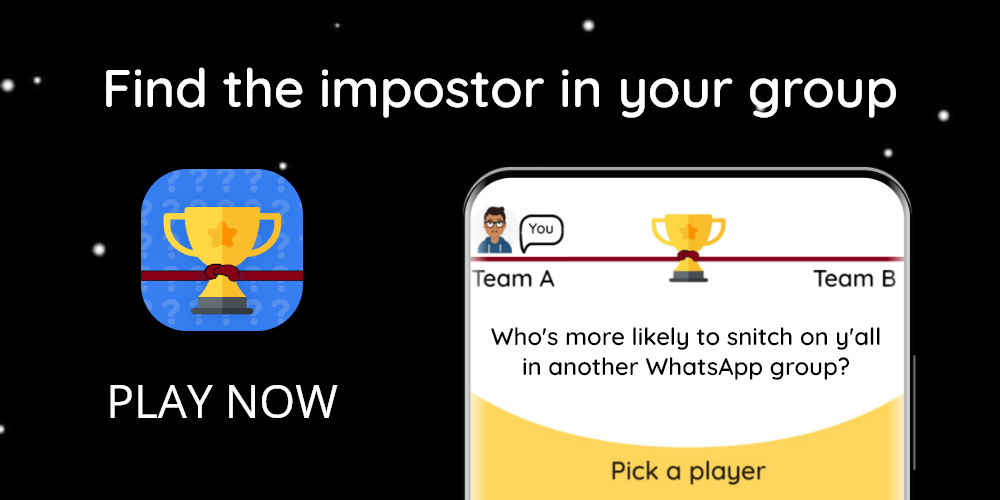 Find the impostor in your group
You
Team A
Team B
Who's more likely to snitch on y'all
in another WhatsApp group?
PLAY NOW
Pick a player